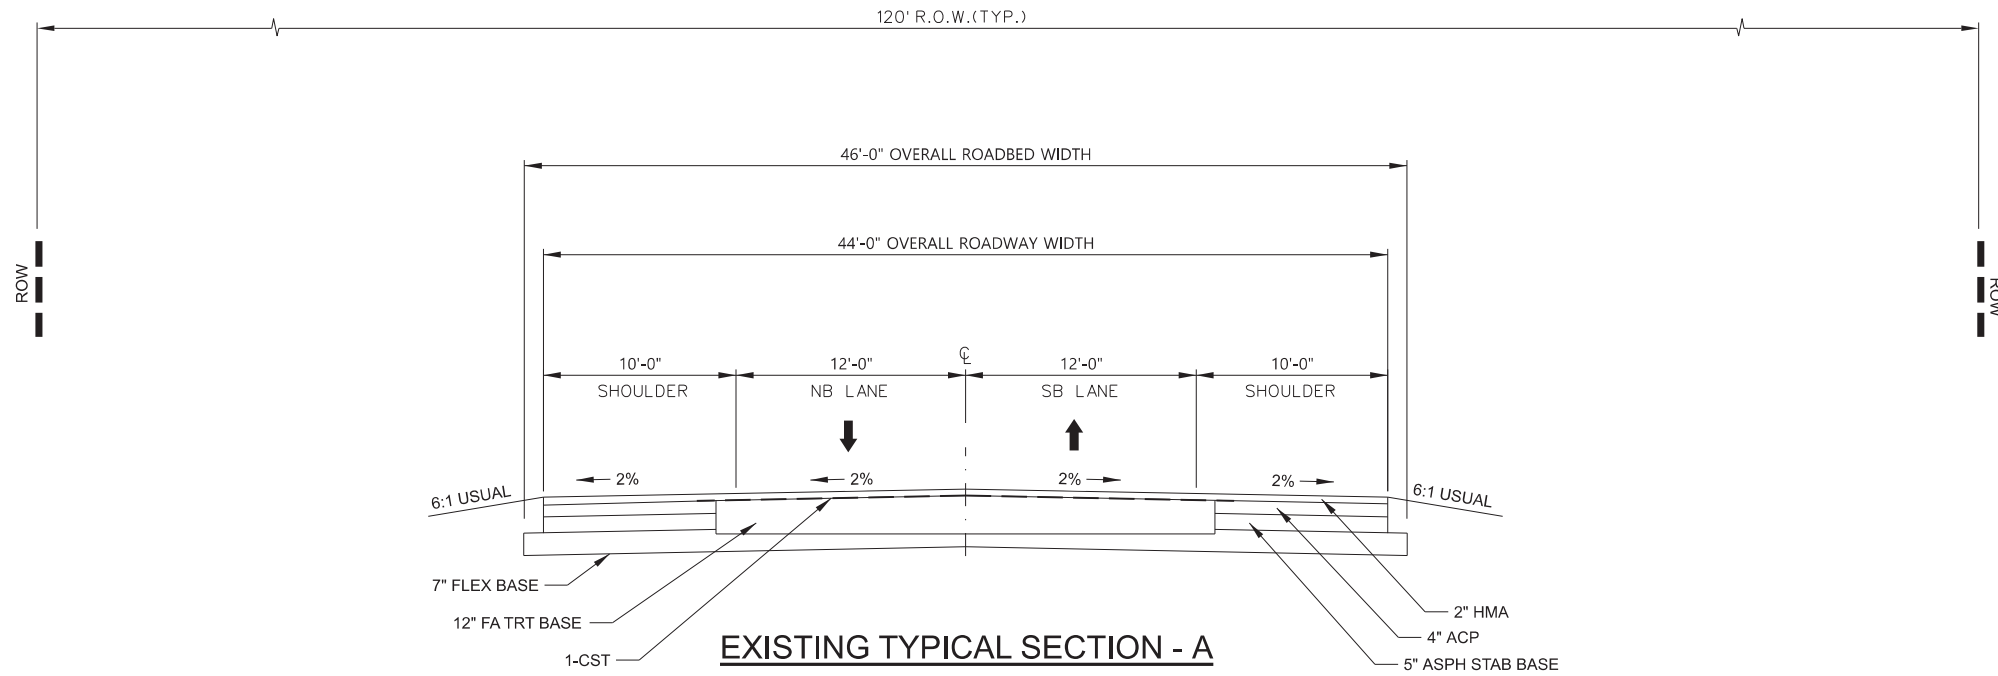 120' R.O.W.(TYP.)
46'-0" OVERALL ROADBED WIDTH
44'-0" OVERALL ROADWAY WIDTH
ROW
ROW
10'-0"
SHOULDER
12'-0"
NB LANE
℄
12'-0"
SB LANE
10'-0"
SHOULDER
2%
2%
2%
2%
6:1 USUAL
6:1 USUAL
7" FLEX BASE
12" FA TRT BASE
1-CST
2" HMA
4" ACP
5" ASPH STAB BASE
EXISTING TYPICAL SECTION - A